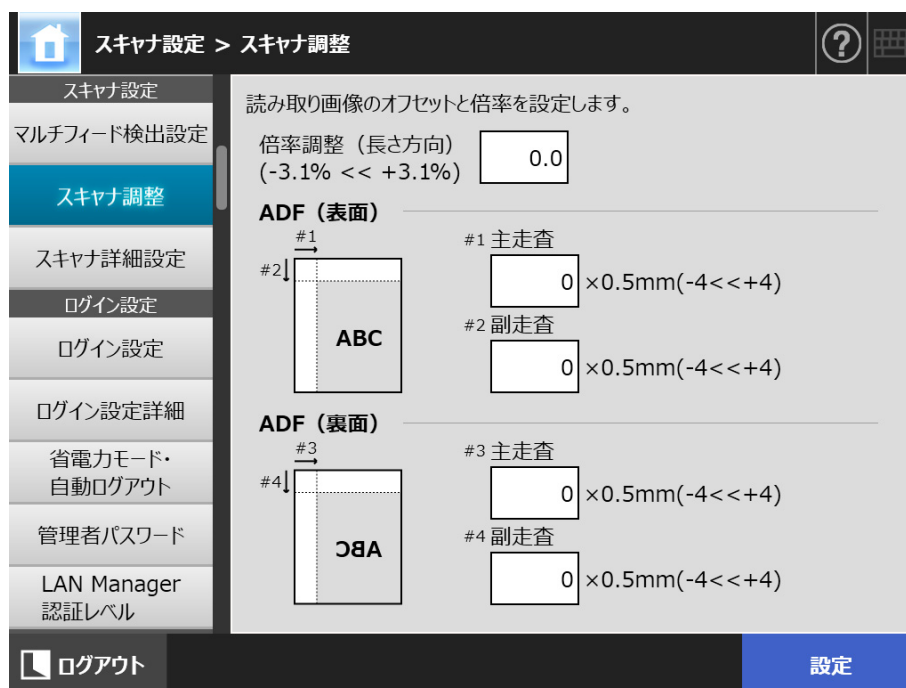 スキャナ設定 > スキャナ調整
?
スキャナ設定
マルチフィード検出設定
スキャナ調整
スキャナ詳細設定
ログイン設定
ログイン設定
ログイン設定詳細
省電力モード・
自動ログアウト
管理者パスワード
LAN Manager
認証レベル
読み取り画像のオフセットと倍率を設定します。
倍率調整（長さ方向） 0.0
(-3.1% << +3.1%)
ADF（表面）
#1
#2
ABC
#1 主走査
0 ×0.5mm(-4<<+4)
#2 副走査
0 ×0.5mm(-4<<+4)
ADF（裏面）
#3
#4
ABC
#3 主走査
0 ×0.5mm(-4<<+4)
#4 副走査
0 ×0.5mm(-4<<+4)
ログアウト
設定